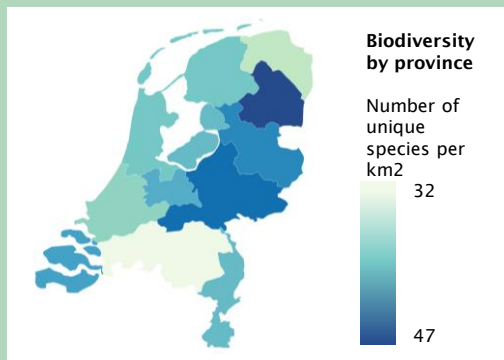 Biodiversity
by province
Number of
unique
species per
km2
32
47